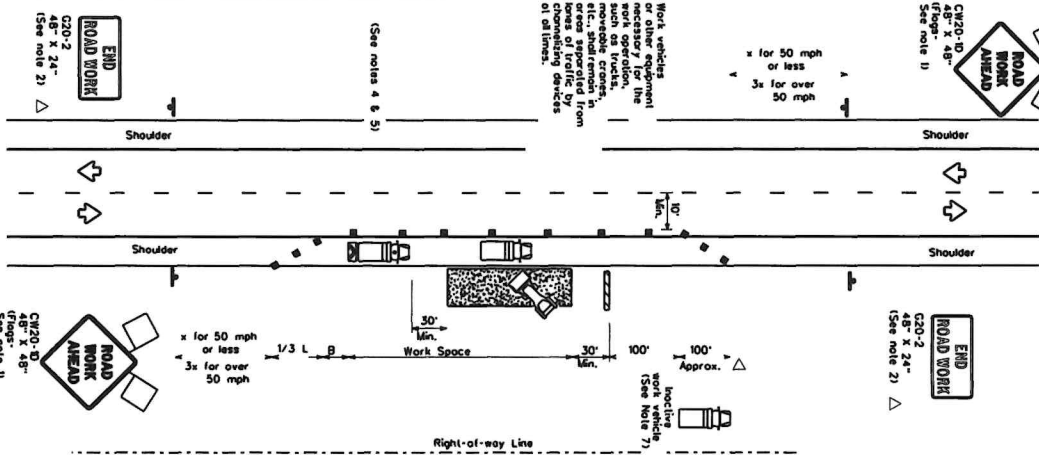 Work vehicles
or other equipment
necessary for the
work operation,
such as trucks,
moveable cranes,
etc., shall remain in
areas separated from
lanes of traffic by
channelizing devices
at all times.
(See notes 4 & 5)
END
ROAD WORK
G20-2
48" X 24"
(See note 2)
△
CW20-1D
48" X 48"
(Flags-
See note 1)
ROAD
WORK
AHEAD
x for 50 mph
or less
3x for over
50 mph
Shoulder
Shoulder
10'
Min.
Shoulder
Shoulder
CW20-1D
48" X 48"
(Flags-
See note 1)
ROAD
WORK
AHEAD
x for 50 mph
or less
3x for over
50 mph
1/3 L
B
30'
Min.
Work Space
30'
Min.
100'
100'
Approx.
△
Inactive
work vehicle
(See Note 7)
END
ROAD WORK
G20-2
48" X 24"
(See note 2)
△
Right-of-way Line